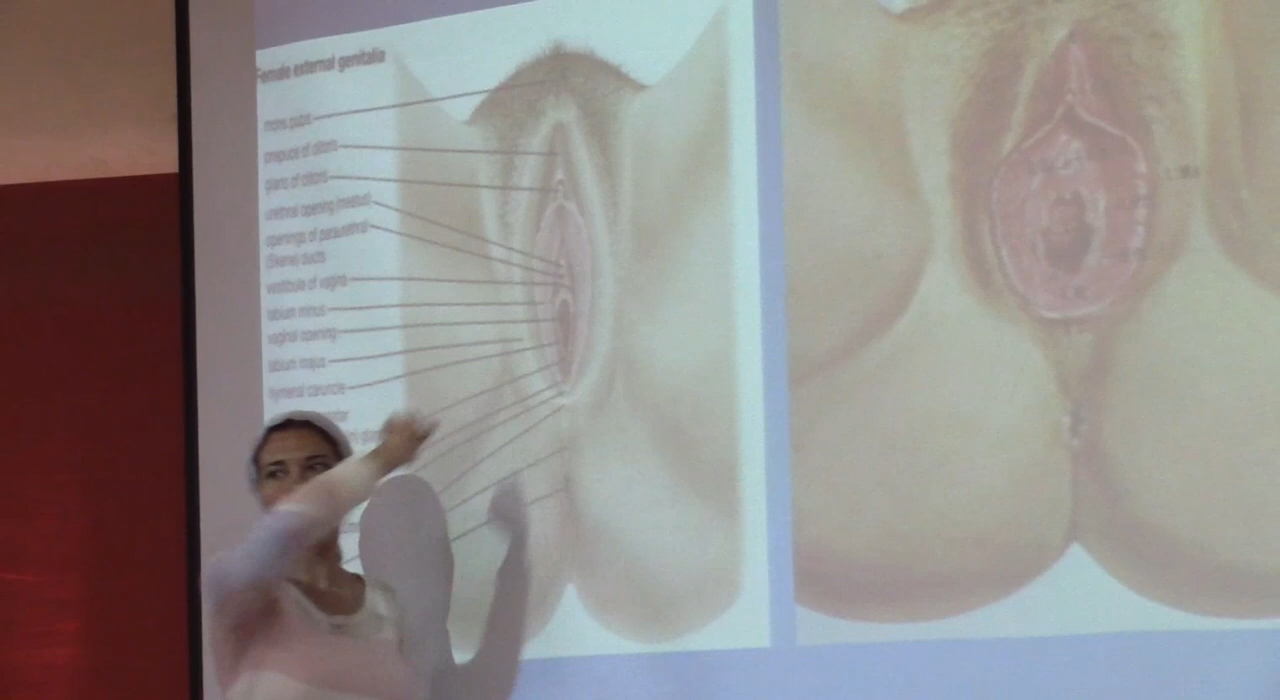 Female external genitalia
mons pubis
prepuce of clitoris
glans of clitoris
urethral opening (meatus)
openings of paraurethral
(Skene) ducts
vestibule of vagina
labium minus
vaginal opening
labium majus
hymenal caruncle